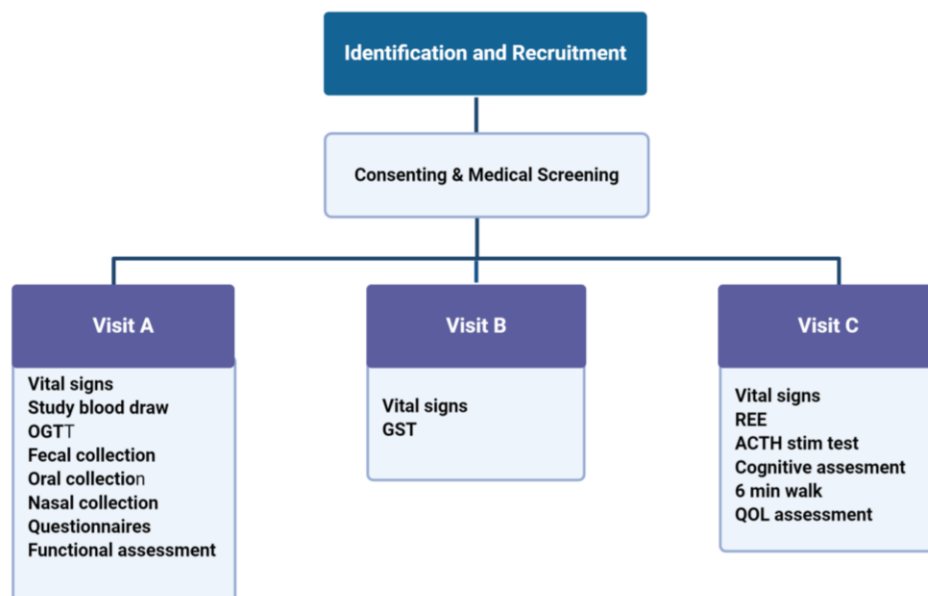 Identification and Recruitment
Consenting & Medical Screening
Visit A
Vital signs
Study blood draw
OGTT
Fecal collection
Oral collection
Nasal collection
Questionnaires
Functional assessment
Visit B
Vital signs
GST
Visit C
Vital signs
REE
ACTH stim test
Cognitive assesment
6 min walk
QOL assessment